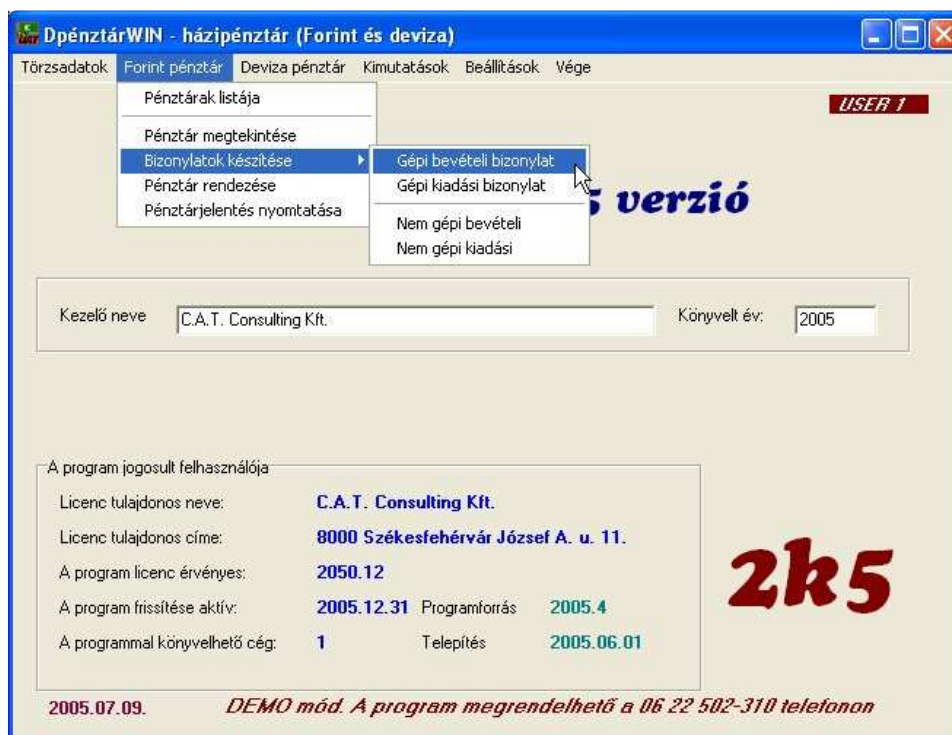 DpénztárWIN - házipénztár (Forint és deviza)
Törzsadatok Forint pénztár Deviza pénztár Kimutatások Beállítások Vége
Pénztárak listája
USER 1
Pénztár megtekintése
Bizonylatok készítése
Pénztár rendezése
Pénztárjelentés nyomtatása
Gépi bevételi bizonylat
Gépi kiadási bizonylat
Nem gépi bevételi
Nem gépi kiadási
5 verzió
Kezelő neve C.A.T. Consulting Kft. Könyvelt év: 2005
A program jogosult felhasználója
Licenc tulajdonos neve: C.A.T. Consulting Kft.
Licenc tulajdonos címe: 8000 Székesfehérvár József A. u. 11.
A program licenc érvényes: 2050.12
A program frissítése aktív: 2005.12.31 Programforrás 2005.4
A programmal könyvelhető cég: 1 Telepítés 2005.06.01
2k5
2005.07.09. DEMO mód. A program megrendelhető a 06 22 502-310 telefonon